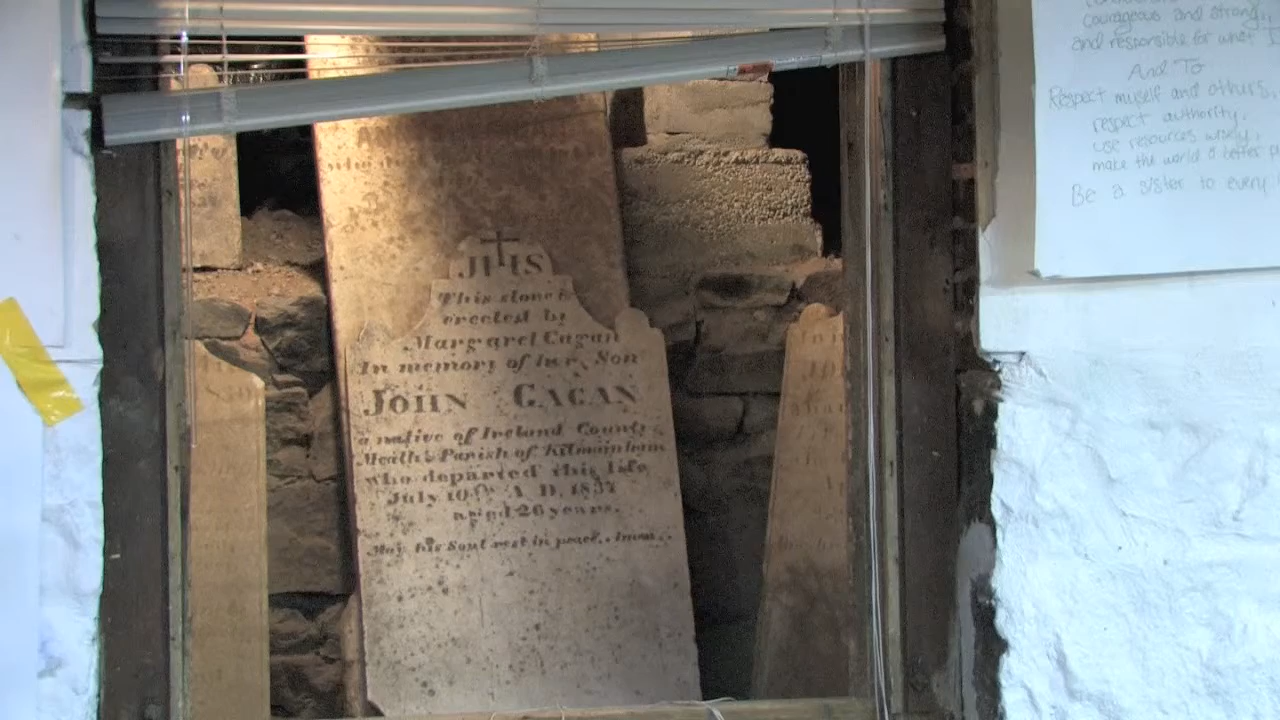 IHS
This stone is
erected by
Margaret Gagan
In memory of her Son
JOHN GAGAN
a native of Ireland County
Meath & Parish of Kilmainham
who departed this life
July 10th A.D. 1837
aged 26 years.
May his Soul rest in peace. Amen.
courageous and strong,
and responsible for what I
And To
Respect myself and others,
respect authority,
use resources wisely,
make the world a better p
Be a sister to every